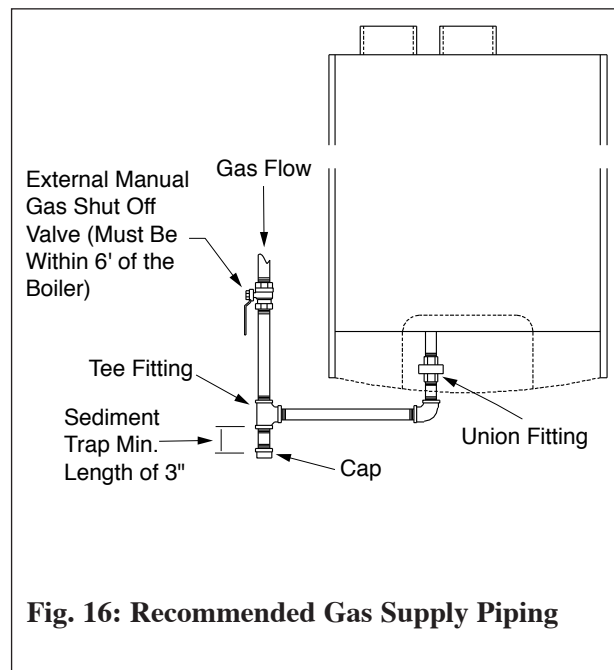 External Manual
Gas Shut Off
Valve (Must Be
Within 6' of the
Boiler)
Gas Flow
Tee Fitting
Sediment
Trap Min.
Length of 3"
Cap
Union Fitting
Fig. 16: Recommended Gas Supply Piping